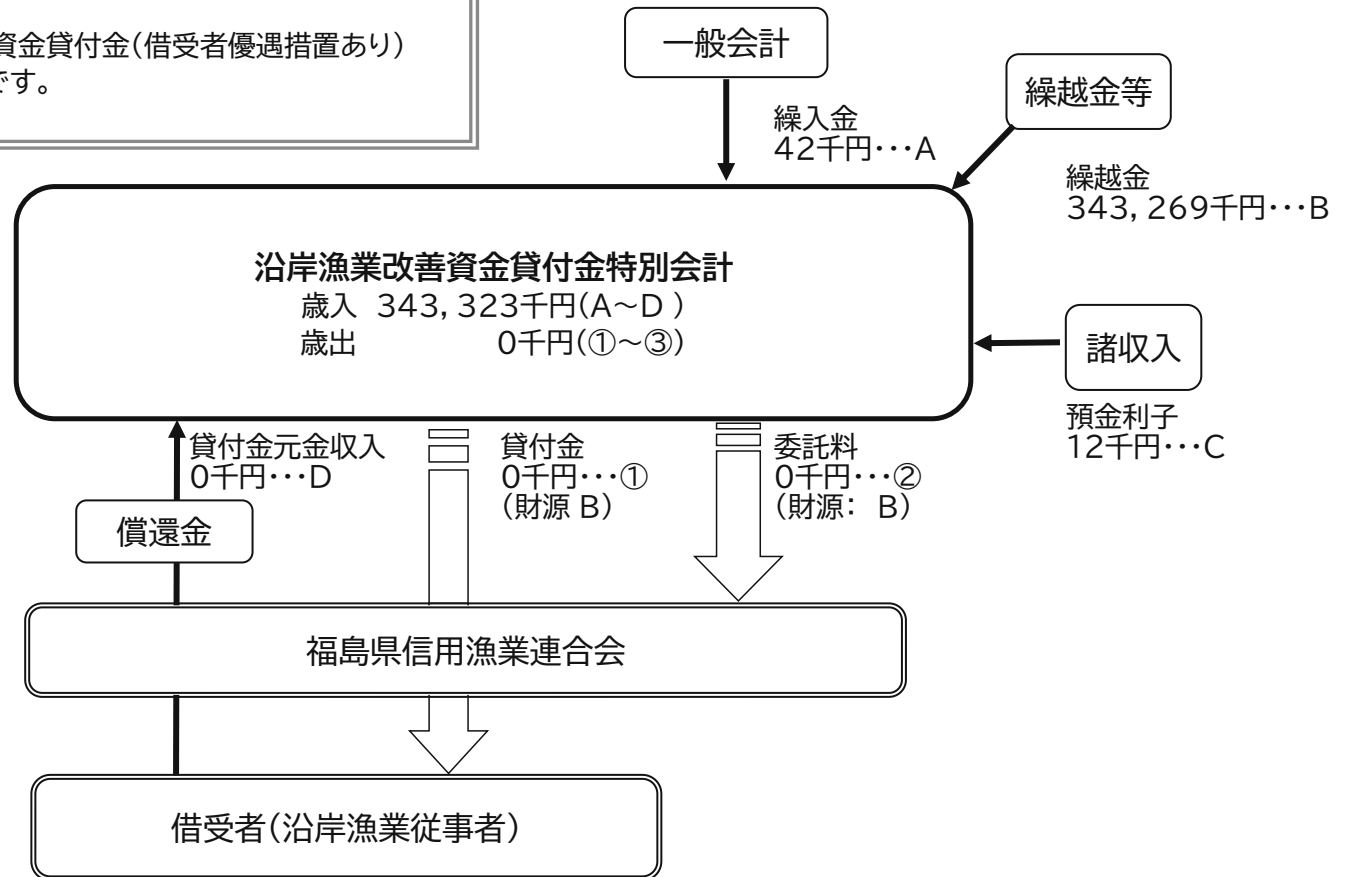 資金貸付金(借受者優遇措置あり)
です。
一般会計
繰越金等
繰入金
42千円・・・A
繰越金
343,269千円・・・B
沿岸漁業改善資金貸付金特別会計
歳入 343,323千円(A~D )
歳出 0千円(①~③)
諸収入
預金利子
12千円・・・C
貸付金元金収入
0千円・・・D
貸付金
0千円・・・①
(財源 B)
委託料
0千円・・・②
(財源: B)
償還金
福島県信用漁業連合会
借受者(沿岸漁業従事者)